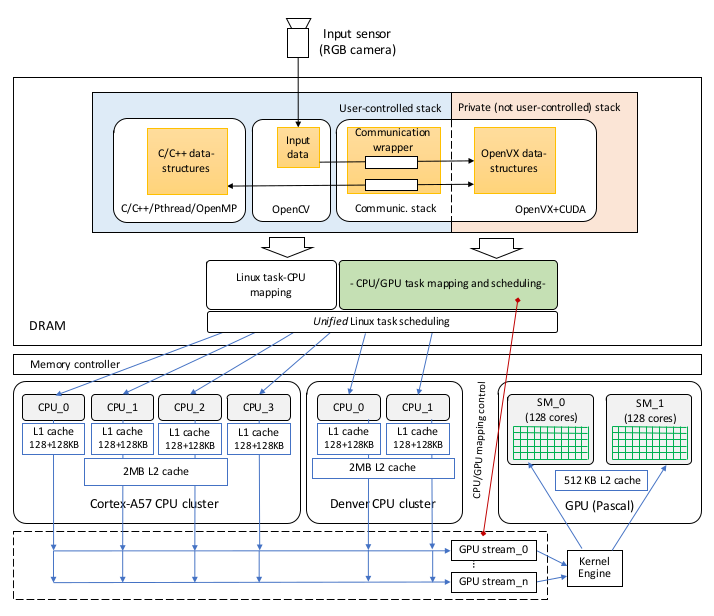 Input sensor
(RGB camera)
User-controlled stack
Private (not user-controlled) stack
C/C++ data-
structures
Input
data
Communication
wrapper
OpenVX data-
structures
C/C++/Pthread/OpenMP
OpenCV
Communic. stack
OpenVX+CUDA
Linux task-CPU
mapping
- CPU/GPU task mapping and scheduling-
Unified Linux task scheduling
DRAM
Memory controller
CPU_0
CPU_1
CPU_2
CPU_3
L1 cache
128+128KB
L1 cache
128+128KB
L1 cache
128+128KB
L1 cache
128+128KB
2MB L2 cache
Cortex-A57 CPU cluster
CPU_0
CPU_1
L1 cache
128+128KB
L1 cache
128+128KB
2MB L2 cache
Denver CPU cluster
CPU/GPU mapping control
SM_0
(128 cores)
SM_1
(128 cores)
512 KB L2 cache
GPU (Pascal)
GPU stream_0
⋮
GPU stream_n
Kernel
Engine